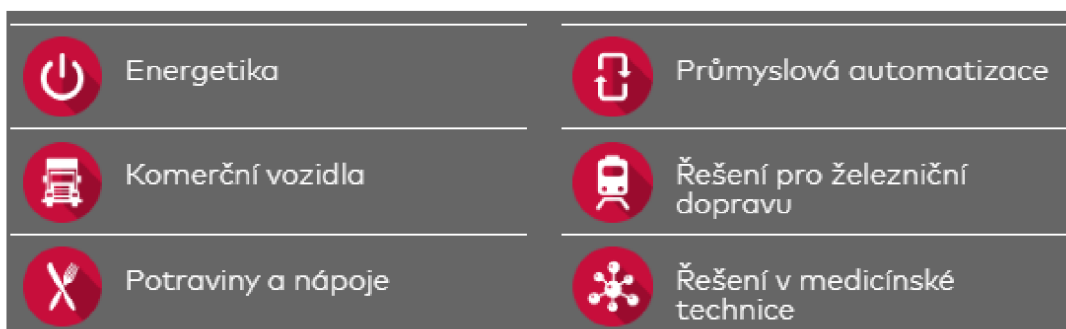 Energetika
Průmyslová automatizace
Komerční vozidla
Řešení pro železniční
dopravu
Potraviny a nápoje
Řešení v medicínské
technice